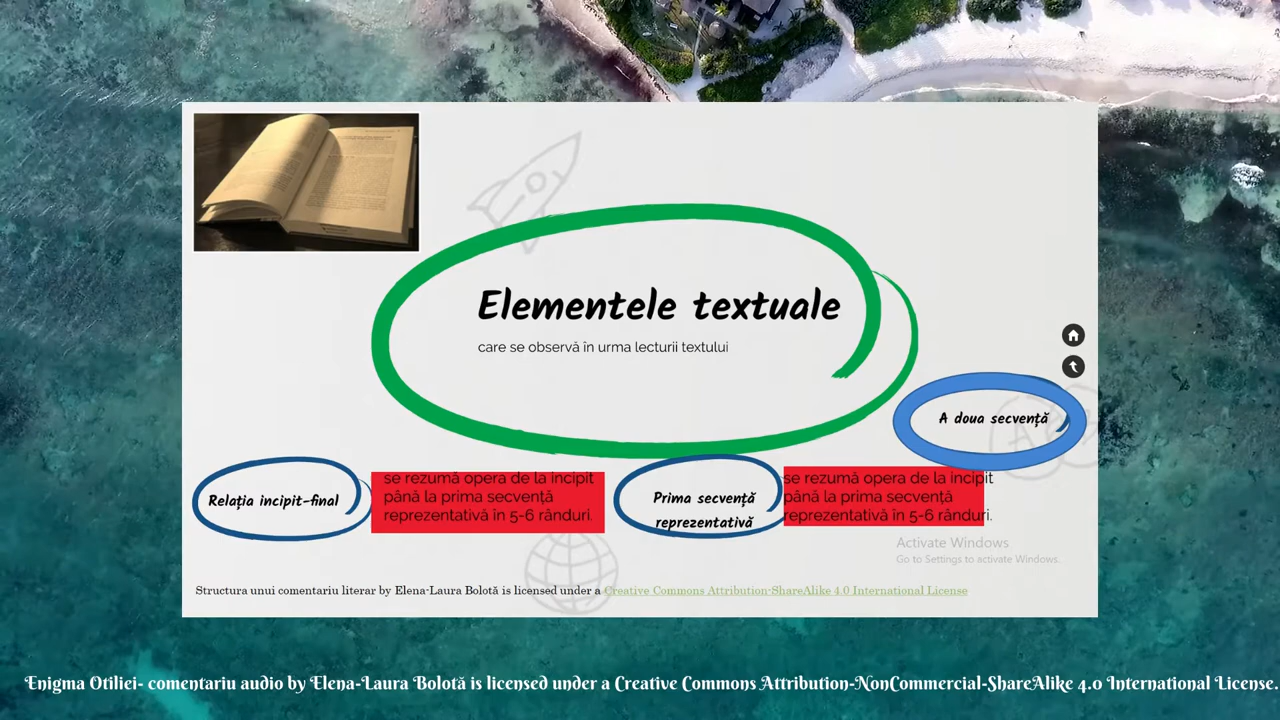 Elementele textuale
care se observă în urma lecturii textului
A doua secvență
Relația incipit-final
se rezumă opera de la incipit
până la prima secvență
reprezentativă în 5-6 rânduri.
Prima secvență
reprezentativă
se rezumă opera de la incipit
până la prima secvență
reprezentativă în 5-6 rânduri.
Activate Windows
Go to Settings to activate Windows.
Structura unui comentariu literar by Elena-Laura Bolotă is licensed under a Creative Commons Attribution-ShareAlike 4.0 International License
Enigma Otiliei- comentariu audio by Elena-Laura Bolotă is licensed under a Creative Commons Attribution-NonCommercial-ShareAlike 4.0 International License.